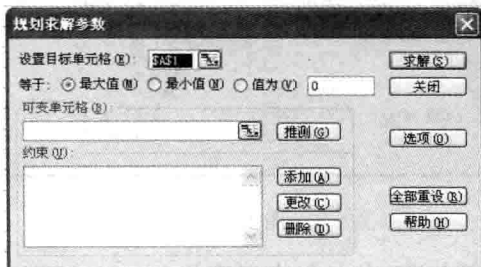 规划求解参数
设置目标单元格(E): $A$1 求解(S)
等于: 最大值(M) 最小值(N) 值为(V) 0 关闭
可变单元格(B)
推测(G) 选项(O)
约束(U):
添加(A)
更改(C) 全部重设(R)
删除(D) 帮助(H)